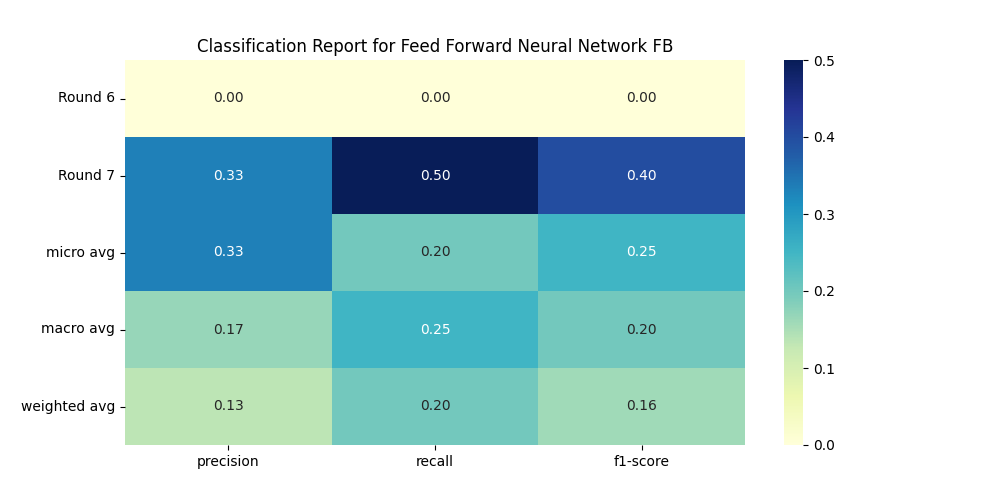 Classification Report for Feed Forward Neural Network FB
Round 6 0.00 0.00 0.00
Round 7 0.33 0.50 0.40
micro avg 0.33 0.20 0.25
macro avg 0.17 0.25 0.20
weighted avg 0.13 0.20 0.16
precision recall f1-score
0.5
0.4
0.3
0.2
0.1
0.0